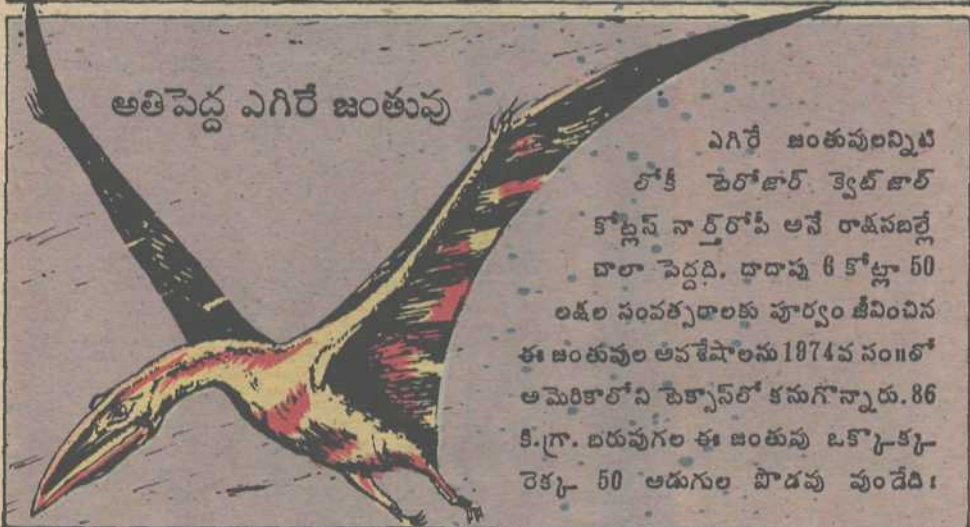 అతిపెద్ద ఎగిరే జంతువు
ఎగిరే జంతువులన్నిటి
లోకీ టెరోజార్ క్వెట్ జాల్
కోట్లస్ నార్త్రోపీ అనే రాక్షసబల్లే
చాలా పెద్దది. దాదాపు 6 కోట్లా 50
లక్షల సంవత్సరాలకు పూర్వం జీవించిన
ఈ జంతువుల అవశేషాలను 1974వ సం॥లో
అమెరికాలోని టెక్సాస్‌లో కనుగొన్నారు. 86
కి.గ్రా. బరువుగల ఈ జంతువు ఒక్కొక్క
రెక్క 50 అడుగుల పొడవు వుండేది!